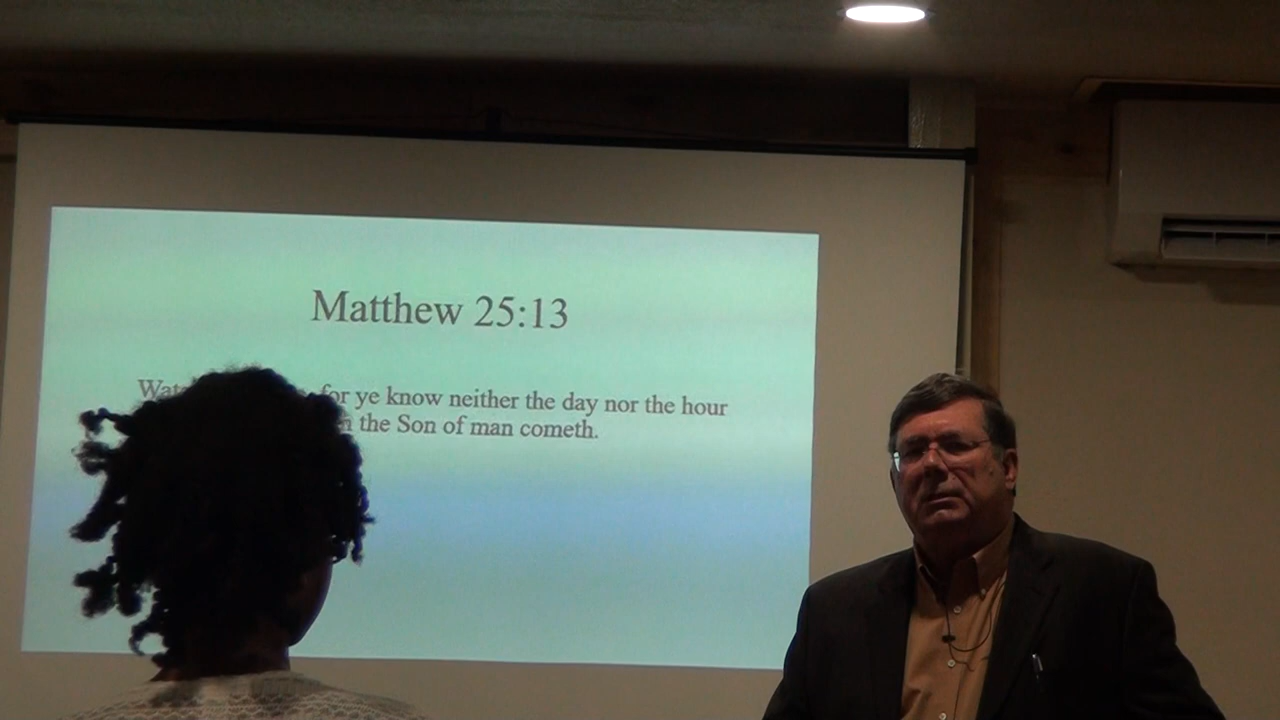 Matthew 25:13
for ye know neither the day nor the hour
the Son of man cometh.